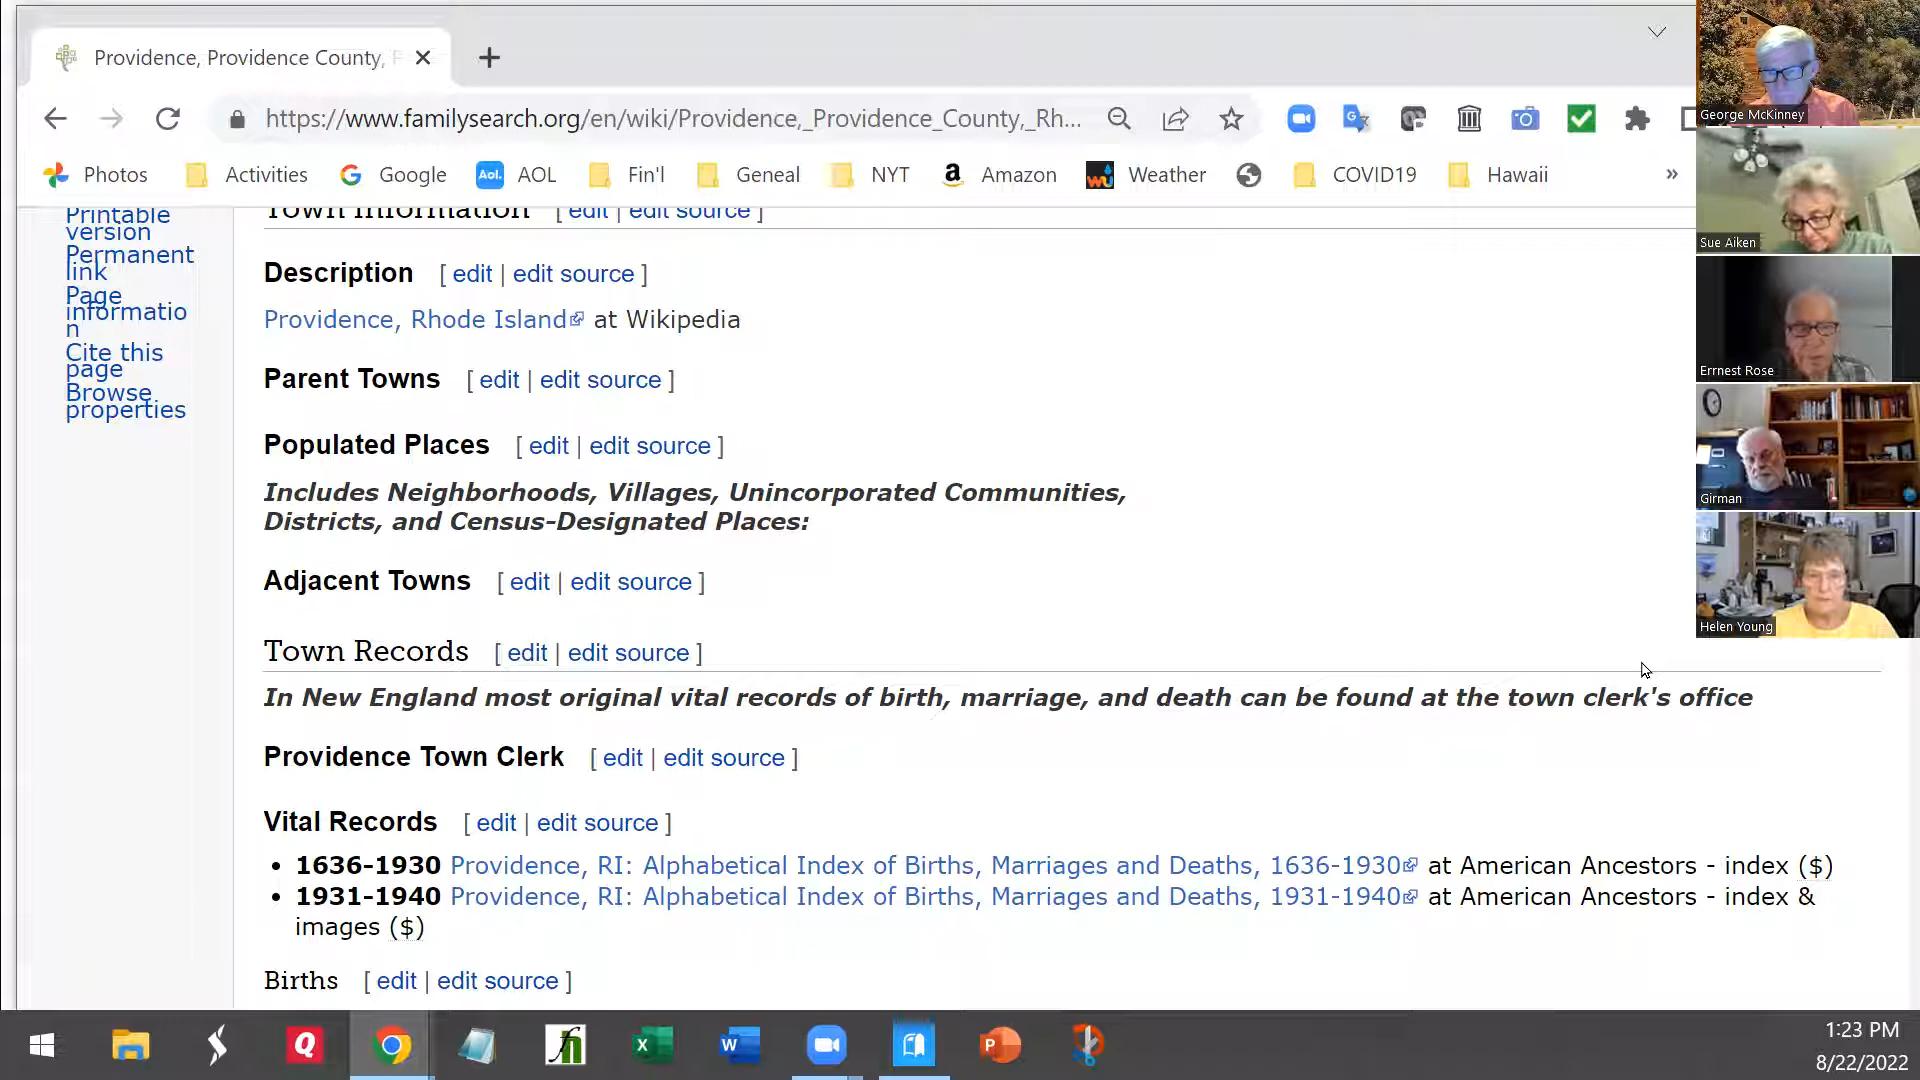 Providence, Providence County,
https://www.familysearch.org/en/wiki/Providence,_Providence_County,_Rh...
Photos
Activities
Google
Aol.
AOL
Fin'l
Geneal
NYT
Amazon
Weather
COVID19
Hawaii
»
Printable
version
Permanent
link
Page
informatio
n
Cite this
page
Browse
properties
Town Information [ edit | edit source ]
Description [ edit | edit source ]
Providence, Rhode Island at Wikipedia
Parent Towns [ edit | edit source ]
Populated Places [ edit | edit source ]
Includes Neighborhoods, Villages, Unincorporated Communities,
Districts, and Census-Designated Places:
Adjacent Towns [ edit | edit source ]
Town Records [ edit | edit source ]
In New England most original vital records of birth, marriage, and death can be found at the town clerk's office
Providence Town Clerk [ edit | edit source ]
Vital Records [ edit | edit source ]
• 1636-1930 Providence, RI: Alphabetical Index of Births, Marriages and Deaths, 1636-1930 at American Ancestors - index ($)
• 1931-1940 Providence, RI: Alphabetical Index of Births, Marriages and Deaths, 1931-1940 at American Ancestors - index &
images ($)
Births [ edit | edit source ]
George McKinney
Sue Aiken
Errnest Rose
Girman
Helen Young
1:23 PM
8/22/2022